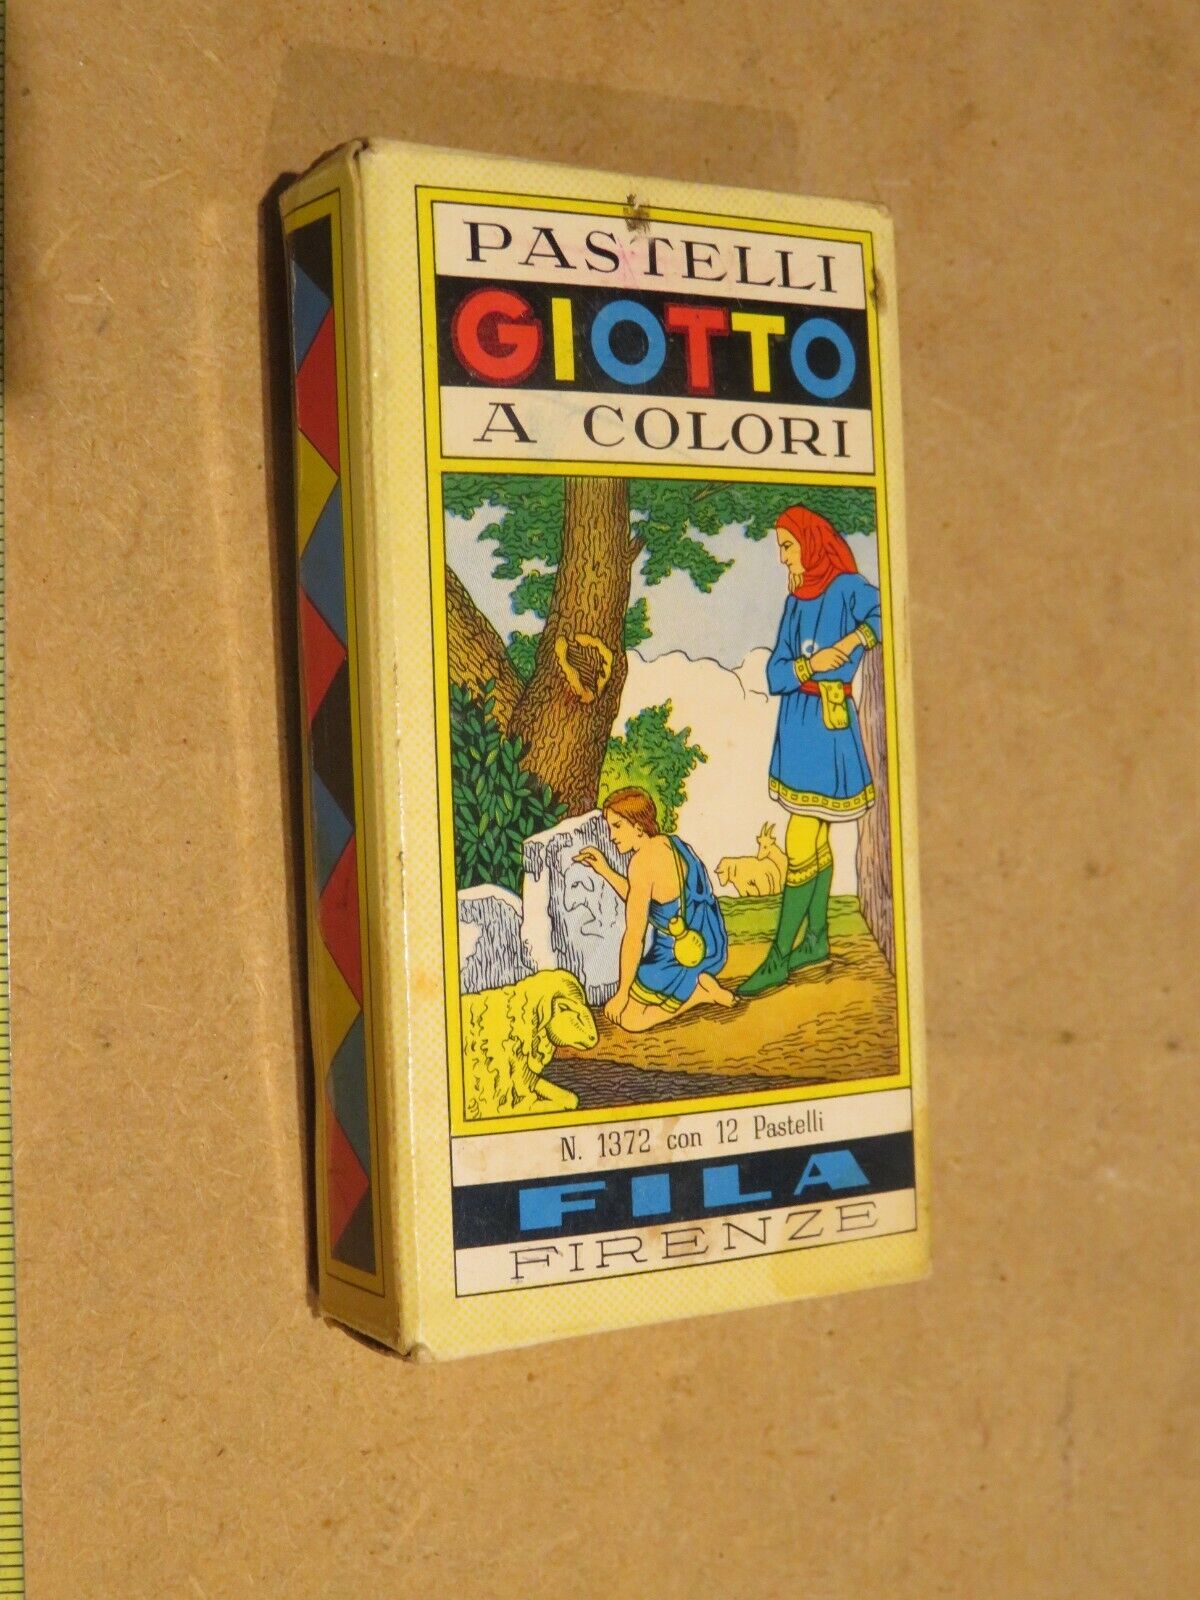 PASTELLI
GIOTTO
A COLORI
N. 1372 con 12 Pastelli
FILA
FIRENZE